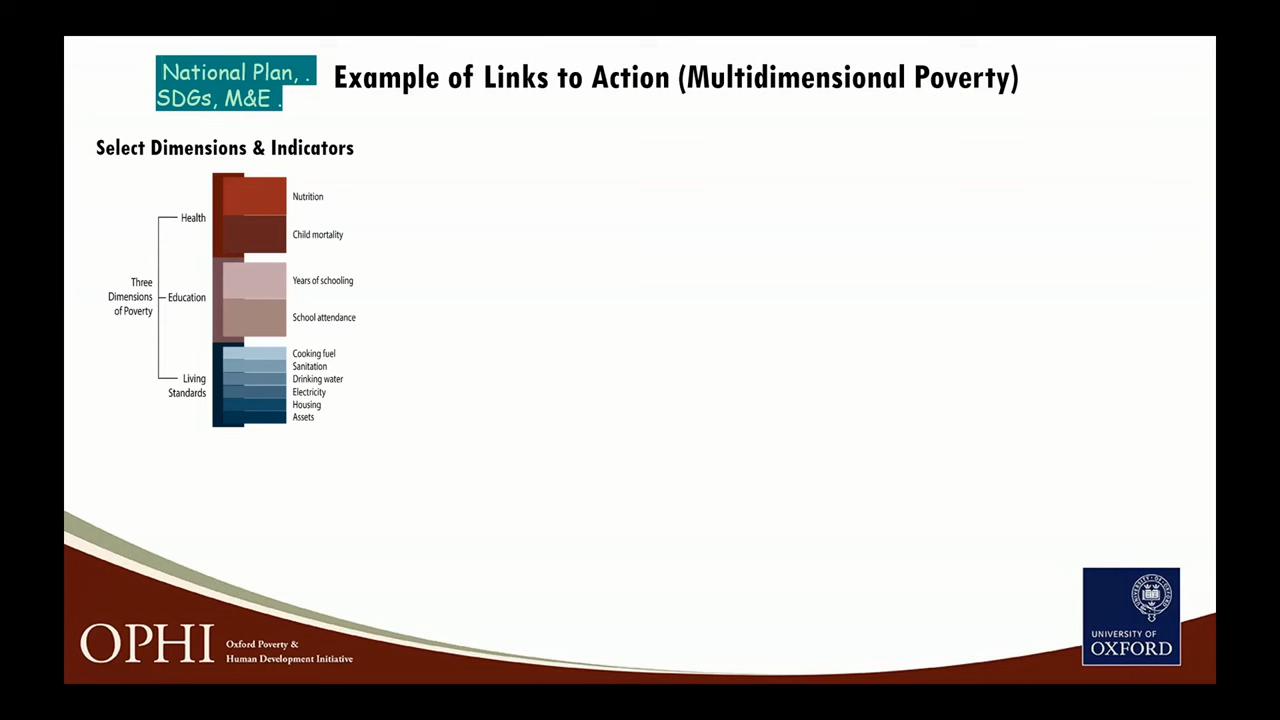 National Plan, .
SDGs, M&E .
Example of Links to Action (Multidimensional Poverty)
Select Dimensions & Indicators
Three
Dimensions
of Poverty
Health
Nutrition
Child mortality
Education
Years of schooling
School attendance
Living
Standards
Cooking fuel
Sanitation
Drinking water
Electricity
Housing
Assets
OPHI
Oxford Poverty &
Human Development Initiative
UNIVERSITY OF
OXFORD